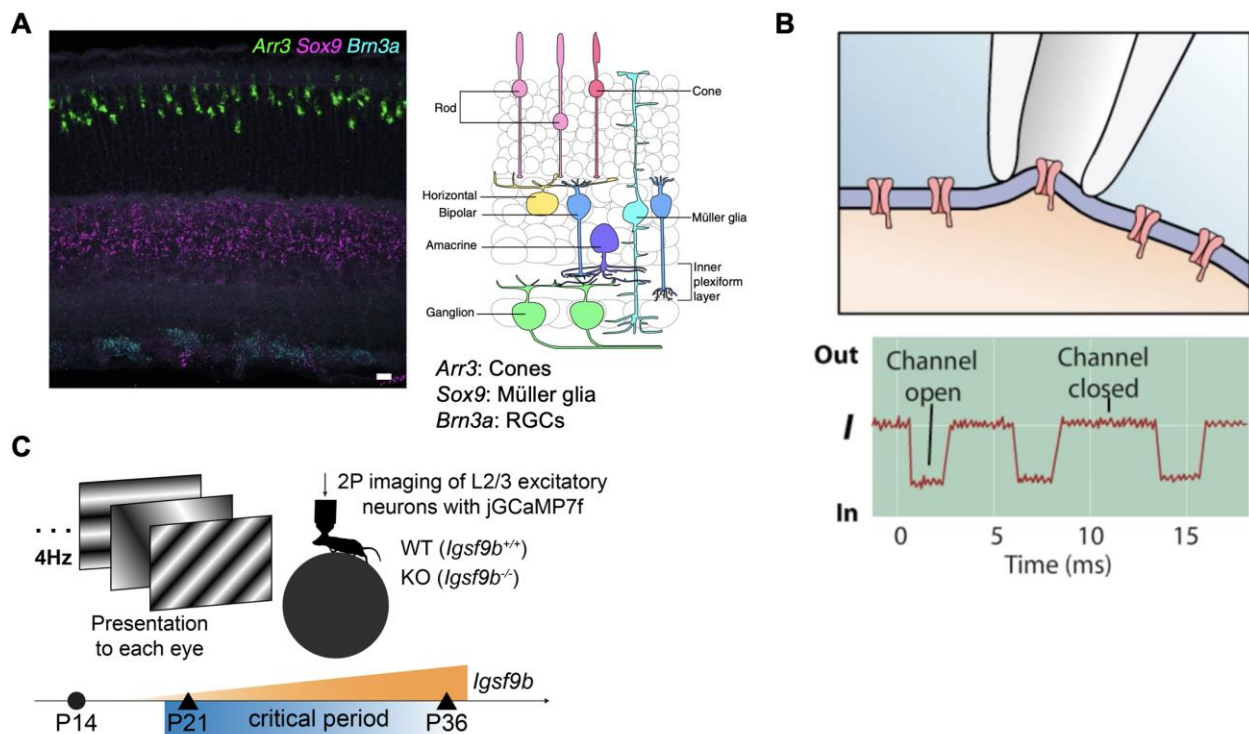 A
Arr3 Sox9 Brn3a
Rod
Cone
Horizontal
Bipolar
Müller glia
Amacrine
Inner
plexiform
layer
Ganglion
Arr3: Cones
Sox9: Müller glia
Brn3a: RGCs
B
Out
Channel
open
Channel
closed
I
In
0 5 10 15
Time (ms)
C
. . .
4Hz
Presentation
to each eye
2P imaging of L2/3 excitatory
neurons with jGCaMP7f
WT (Igsf9b+/+)
KO (Igsf9b-/-)
Igsf9b
P14
P21
critical period
P36